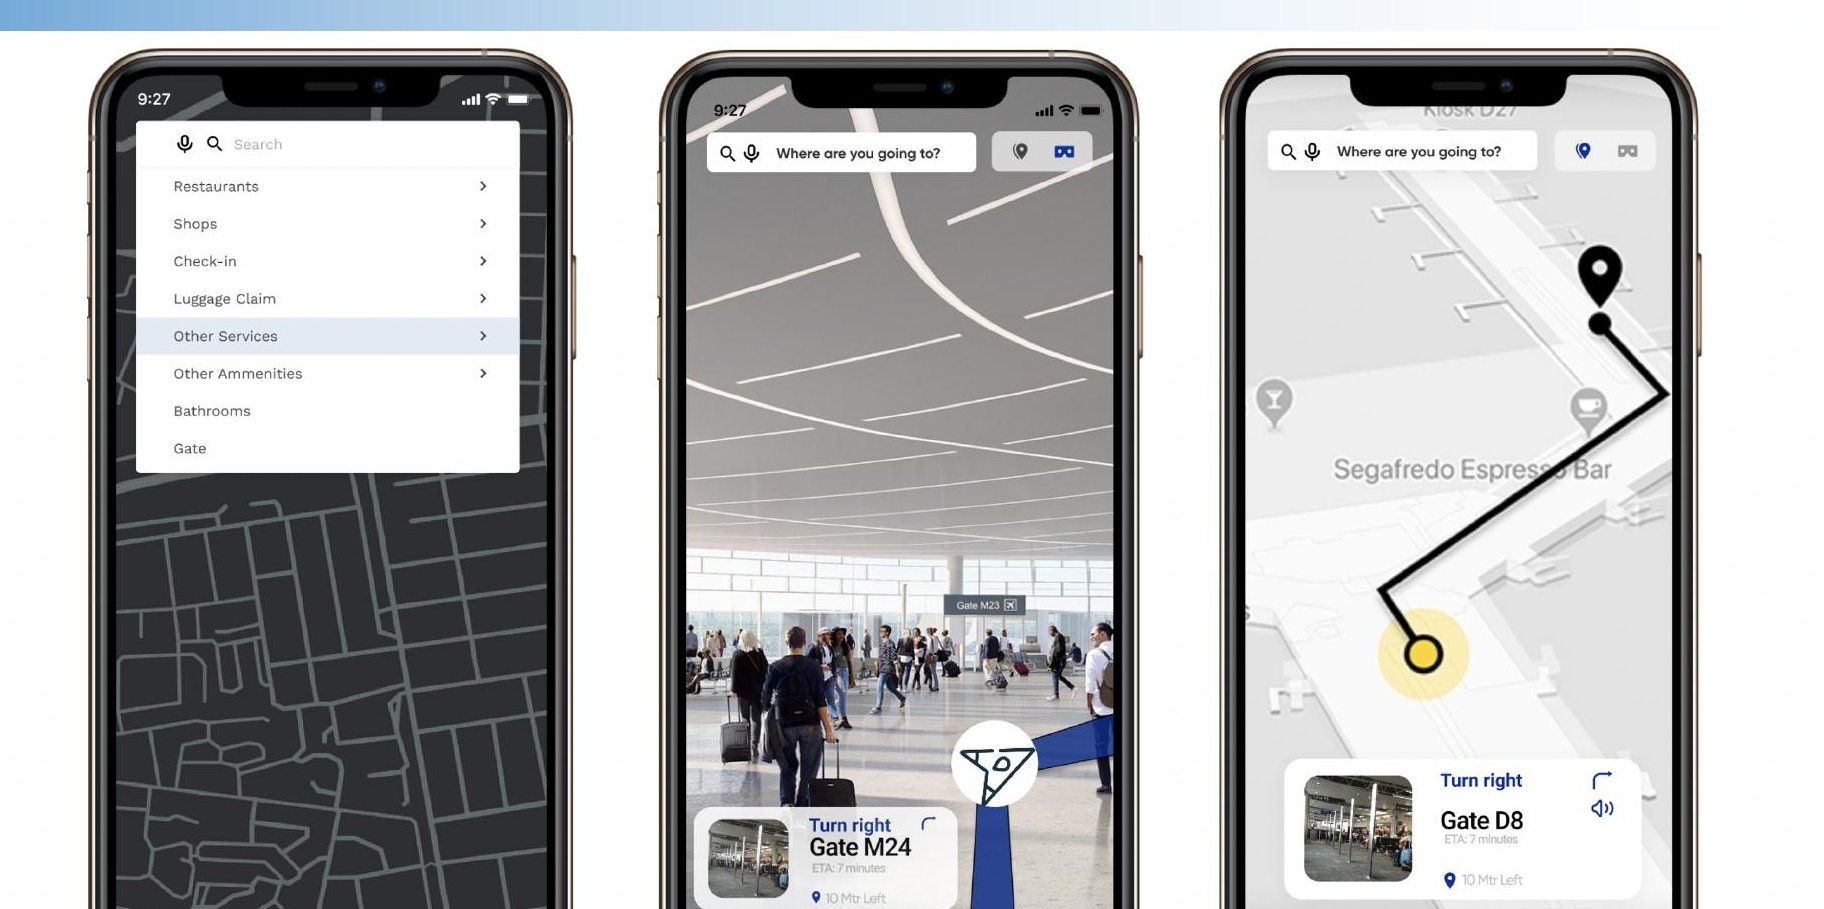 9:27
Search
Restaurants
Shops
Check-in
Luggage Claim
Other Services
Other Ammenities
Bathrooms
Gate
9:27
Where are you going to?
Gate M23
Turn right
Gate M24
ETA: 7 minutes
10 Mtr Left
Kiosk D27
Where are you going to?
Segafredo Espresso Bar
Turn right
Gate D8
ETA: 7 minutes
10 Mtr Left